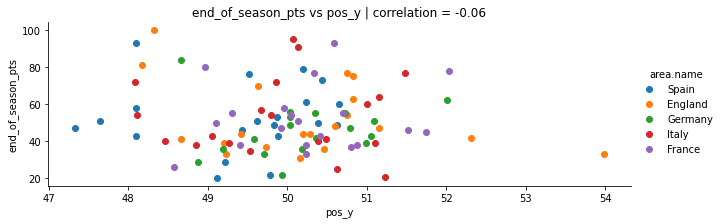 end_of_season_pts vs pos_y | correlation = -0.06
end_of_season_pts
100
80
60
40
20
47
48
49
50
51
52
53
54
pos_y
area.name
Spain
England
Germany
Italy
France